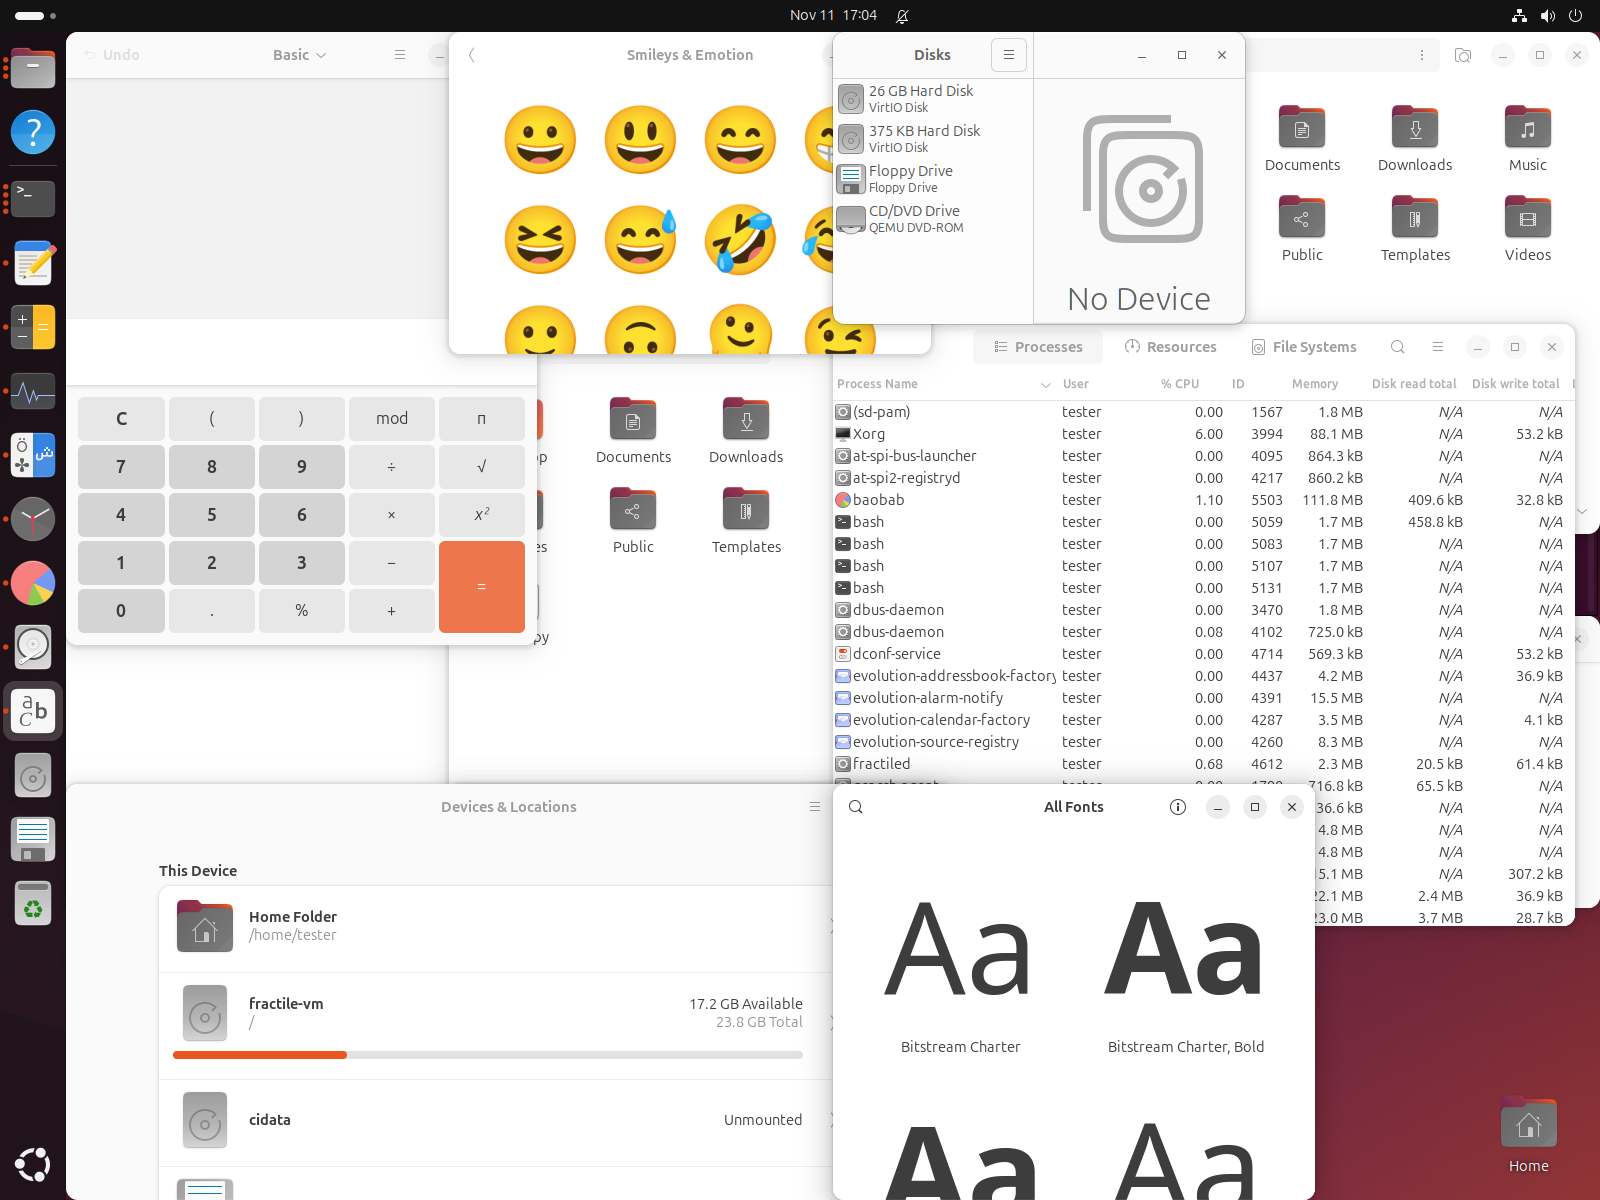 Nov 11 17:04
Undo
Basic
C ( ) mod π
7 8 9 ÷ √
4 5 6 × x²
1 2 3 − =
0 . % +
Smileys & Emotion
Disks
26 GB Hard Disk
VirtIO Disk
375 KB Hard Disk
VirtIO Disk
Floppy Drive
Floppy Drive
CD/DVD Drive
QEMU DVD-ROM
No Device
Documents Downloads Music
Public Templates Videos
Documents Downloads
Public Templates
Processes Resources File Systems
Process Name User % CPU ID Memory Disk read total Disk write total
(sd-pam) tester 0.00 1567 1.8 MB N/A N/A
Xorg tester 6.00 3994 88.1 MB N/A 53.2 kB
at-spi-bus-launcher tester 0.00 4095 864.3 kB N/A N/A
at-spi2-registryd tester 0.00 4217 860.2 kB N/A N/A
baobab tester 1.10 5503 111.8 MB 409.6 kB 32.8 kB
bash tester 0.00 5059 1.7 MB 458.8 kB N/A
bash tester 0.00 5083 1.7 MB N/A N/A
bash tester 0.00 5107 1.7 MB N/A N/A
bash tester 0.00 5131 1.7 MB N/A N/A
dbus-daemon tester 0.00 3470 1.8 MB N/A N/A
dbus-daemon tester 0.08 4102 725.0 kB N/A N/A
dconf-service tester 0.00 4714 569.3 kB N/A 53.2 kB
evolution-addressbook-factory tester 0.00 4437 4.2 MB N/A 36.9 kB
evolution-alarm-notify tester 0.00 4391 15.5 MB N/A N/A
evolution-calendar-factory tester 0.00 4287 3.5 MB N/A 4.1 kB
evolution-source-registry tester 0.00 4260 8.3 MB N/A N/A
fractiled tester 0.68 4612 2.3 MB 20.5 kB 61.4 kB
716.8 kB 65.5 kB N/A
36.6 kB N/A N/A
4.8 MB N/A N/A
4.8 MB N/A N/A
5.1 MB N/A 307.2 kB
22.1 MB 2.4 MB 36.9 kB
23.0 MB 3.7 MB 28.7 kB
Devices & Locations
This Device
Home Folder
/home/tester
fractile-vm
/
17.2 GB Available
23.8 GB Total
cidata
Unmounted
All Fonts
Aa Aa
Bitstream Charter Bitstream Charter, Bold
Aa Aa
Home